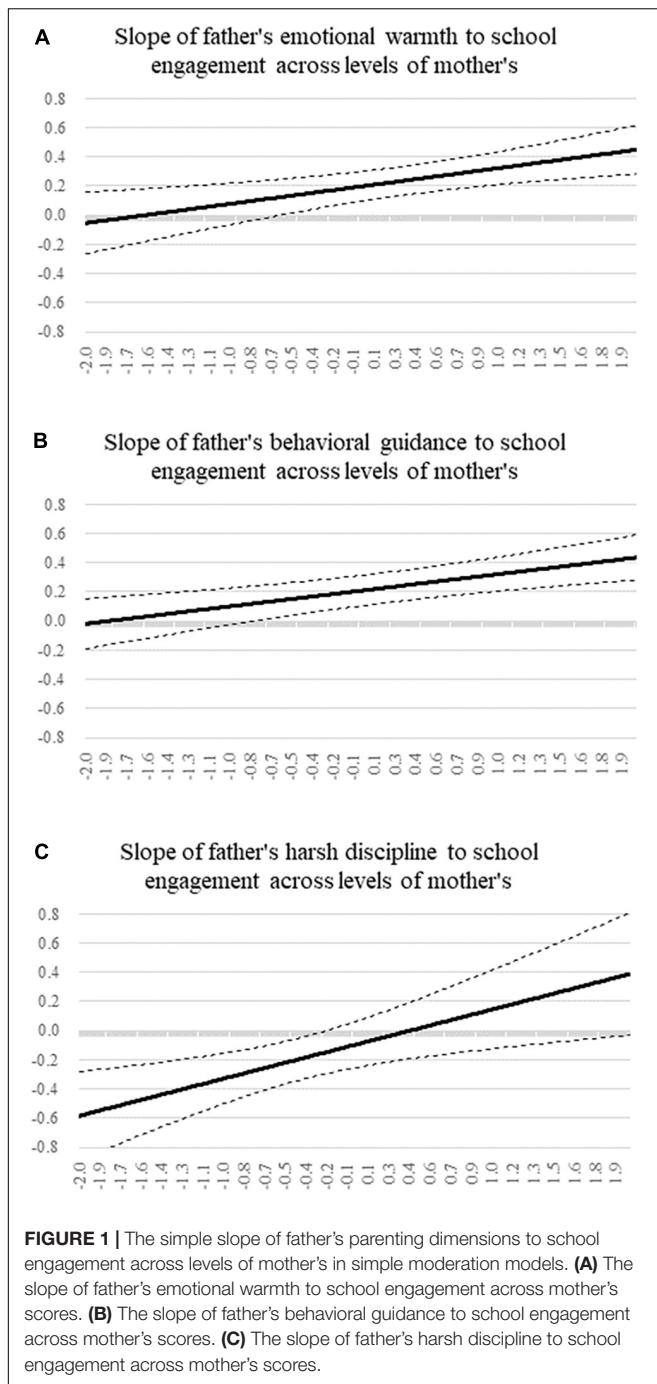 A
Slope of father's emotional warmth to school
engagement across levels of mother's
0.8
0.6
0.4
0.2
0.0
-0.2
-0.4
-0.6
-0.8
-2.0 -1.9 -1.7 -1.6 -1.4 -1.3 -1.1 -1.0 -0.8 -0.7 -0.5 -0.4 -0.2 -0.1 0.1 0.3 0.4 0.6 0.7 0.9 1.0 1.2 1.3 1.5 1.6 1.8 1.9
B
Slope of father's behavioral guidance to school
engagement across levels of mother's
0.8
0.6
0.4
0.2
0.0
-0.2
-0.4
-0.6
-0.8
-2.0 -1.9 -1.7 -1.6 -1.4 -1.3 -1.1 -1.0 -0.8 -0.7 -0.5 -0.4 -0.2 -0.1 0.1 0.3 0.4 0.6 0.7 0.9 1.0 1.2 1.3 1.5 1.6 1.8 1.9
C
Slope of father's harsh discipline to school
engagement across levels of mother's
0.8
0.6
0.4
0.2
0.0
-0.2
-0.4
-0.6
-0.8
-2.0 -1.9 -1.7 -1.6 -1.4 -1.3 -1.1 -1.0 -0.8 -0.7 -0.5 -0.4 -0.2 -0.1 0.1 0.3 0.4 0.6 0.7 0.9 1.0 1.2 1.3 1.5 1.6 1.8 1.9
FIGURE 1 | The simple slope of father's parenting dimensions to school
engagement across levels of mother's in simple moderation models. (A) The
slope of father's emotional warmth to school engagement across mother's
scores. (B) The slope of father's behavioral guidance to school engagement
across mother's scores. (C) The slope of father's harsh discipline to school
engagement across mother's scores.